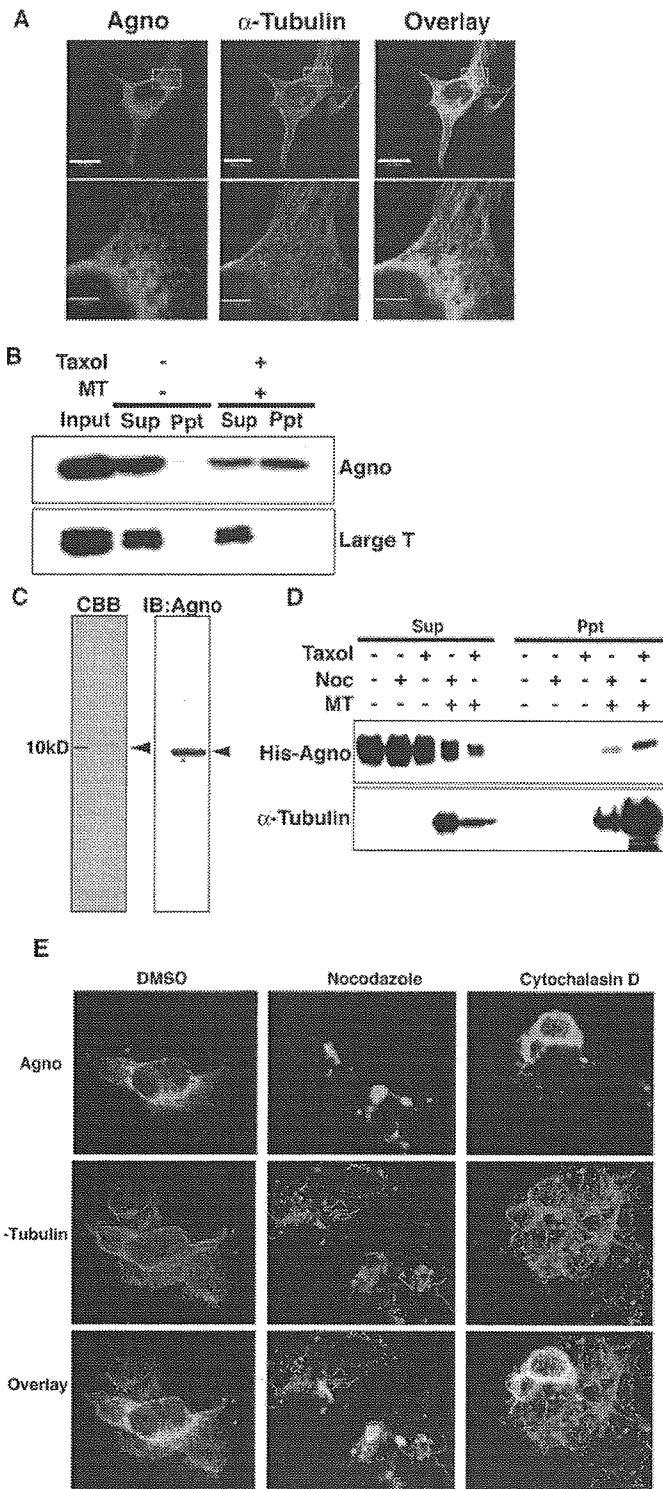 A
Agno α-Tubulin Overlay
B
Taxol - +
MT - +
Input Sup Ppt Sup Ppt
Agno
Large T
C
CBB IB:Agno
10kD
D
Sup Ppt
Taxol - - + - + - - + - +
Noc - + - + - - + - + -
MT - - - + + - - - + +
His-Agno
α-Tubulin
E
DMSO Nocodazole Cytochalasin D
Agno
-Tubulin
Overlay